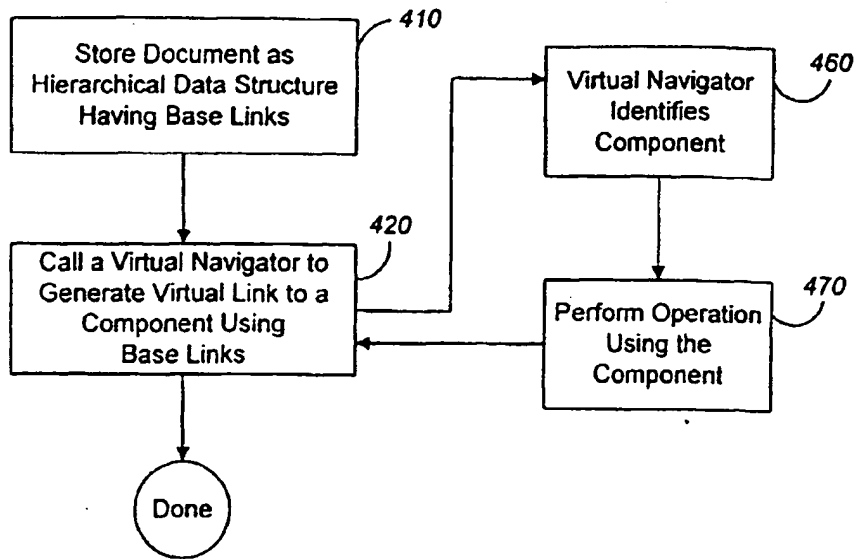 410
Store Document as
Hierarchical Data Structure
Having Base Links
460
Virtual Navigator
Identifies
Component
420
Call a Virtual Navigator to
Generate Virtual Link to a
Component Using
Base Links
470
Perform Operation
Using the
Component
Done